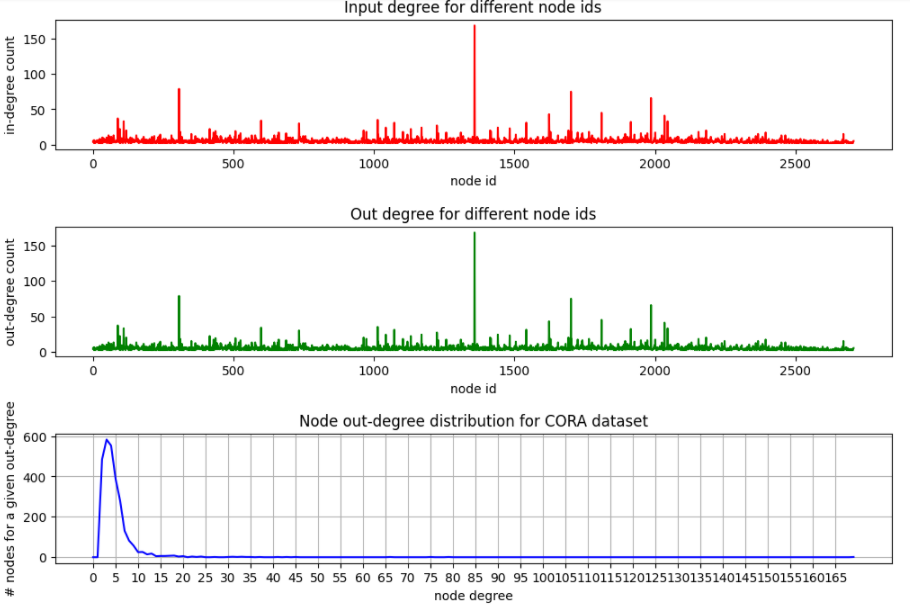 Input degree for different node ids
in-degree count
150
100
50
0
0 500 1000 1500 2000 2500
node id
Out degree for different node ids
out-degree count
150
100
50
0
0 500 1000 1500 2000 2500
node id
Node out-degree distribution for CORA dataset
# nodes for a given out-degree
600
400
200
0
0 5 10 15 20 25 30 35 40 45 50 55 60 65 70 75 80 85 90 95 100105110115120125130135140145150155160165
node degree